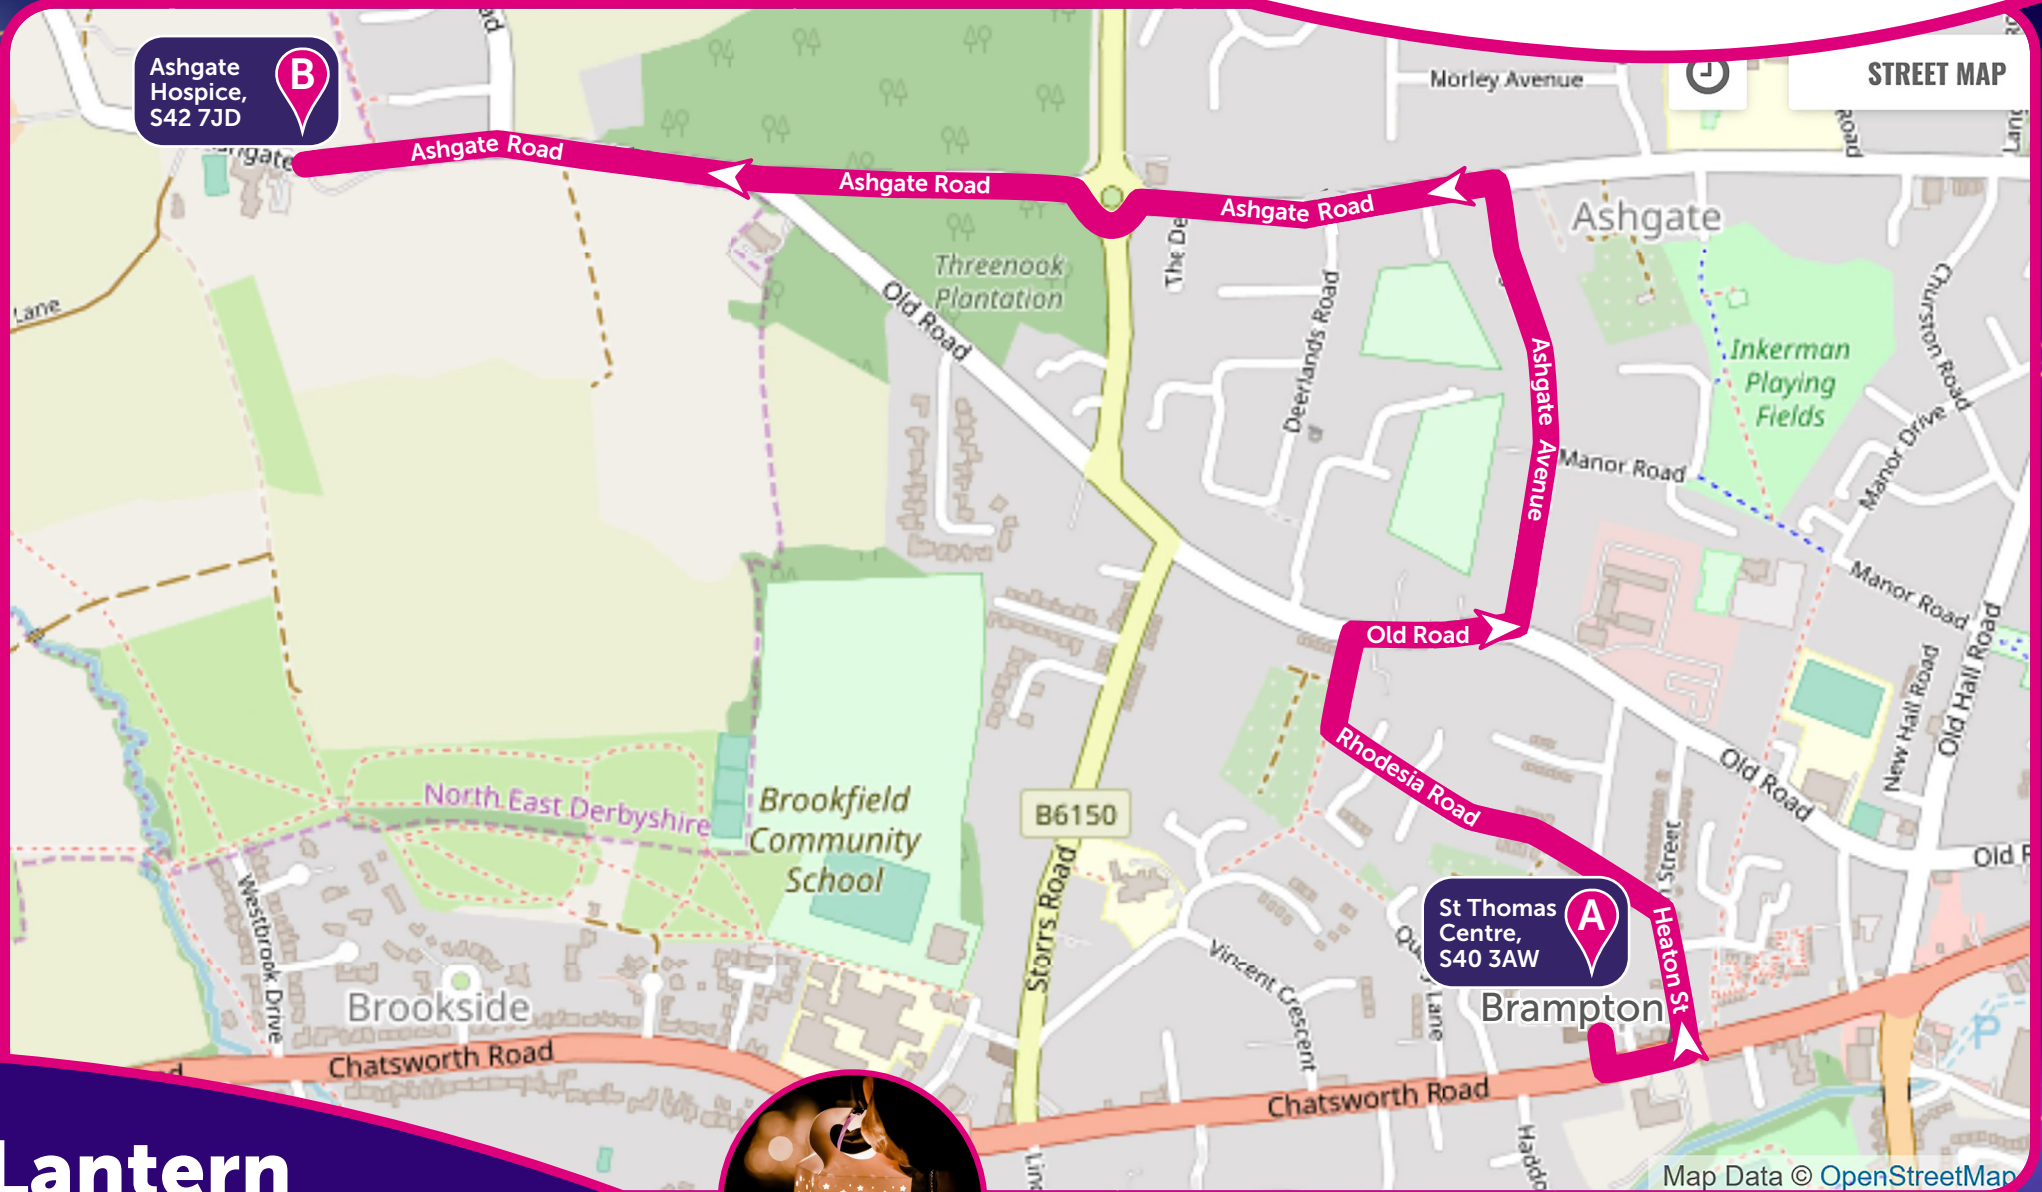 Ashgate
Hospice,
S42 7JD
B
Morley Avenue
STREET MAP
Road
Ashgate Road
Ashgate Road
Ashgate Road
Ashgate
The De
Threenook
Plantation
Lane
Old Road
Deerlands Road
Ashgate Avenue
Inkerman
Playing
Fields
Churston Road
Manor Drive
Manor Road
Manor Road
Old Road
Old Hall Road
New Hall Road
Rhodesia Road
Old Road
North East Derbyshire
Brookfield
Community
School
B6150
Storrs Road
Street
Old R
Westbrook Drive
St Thomas
Centre,
S40 3AW
A
Heaton St
Vincent Crescent
Lane
Brampton
Brookside
Chatsworth Road
Chatsworth Road
P
Lantern
Map Data © OpenStreetMap